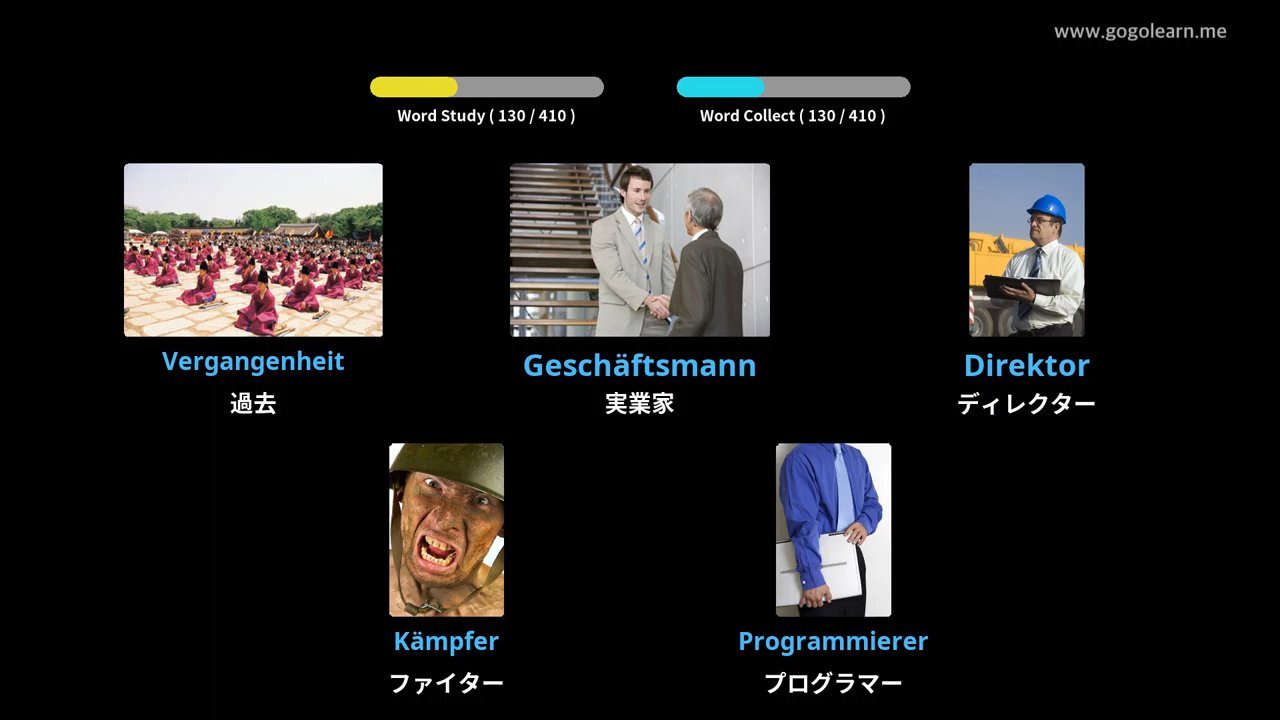 www.gogolearn.me
Word Study ( 130 / 410 )
Word Collect ( 130 / 410 )
Vergangenheit
過去
Geschäftsmann
実業家
Direktor
ディレクター
Kämpfer
ファイター
Programmierer
プログラマー